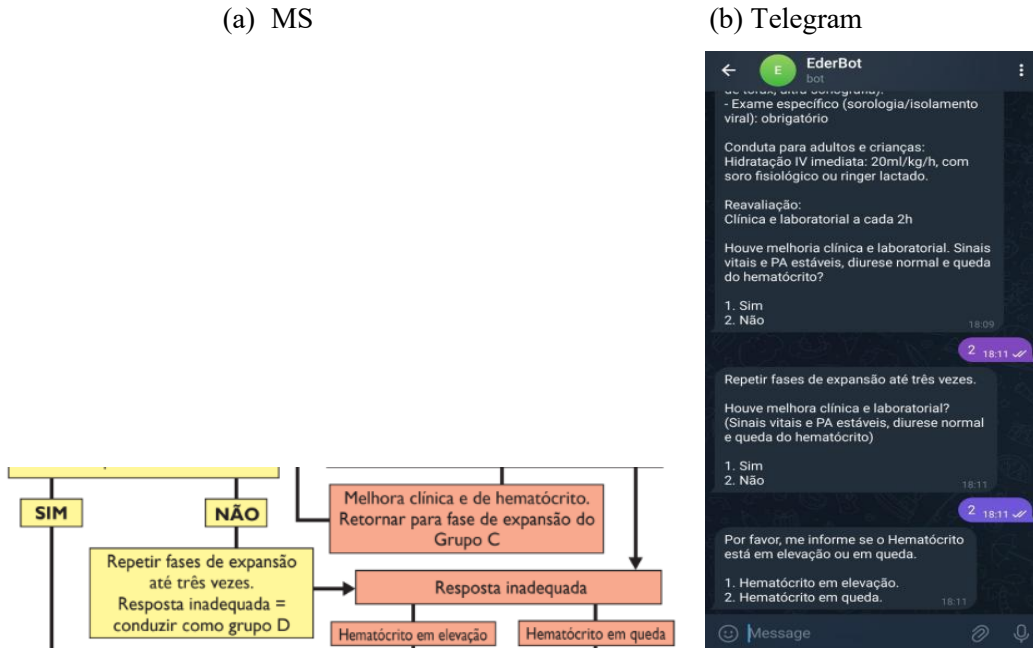 (a) MS
(b) Telegram
SIM
NÃO
Repetir fases de expansão
até três vezes.
Resposta inadequada =
conduzir como grupo D
Melhora clínica e de hematócrito.
Retornar para fase de expansão do
Grupo C
Resposta inadequada
Hematócrito em elevação
Hematócrito em queda
E
EderBot
bot
- Exame específico (sorologia/isolamento
viral): obrigatório
Conduta para adultos e crianças:
Hidratação IV imediata: 20ml/kg/h, com
soro fisiológico ou ringer lactado.
Reavaliação:
Clínica e laboratorial a cada 2h
Houve melhoria clínica e laboratorial. Sinais
vitais e PA estáveis, diurese normal e queda
do hematócrito?
1. Sim
2. Não
18:09
2 18:11
Repetir fases de expansão até três vezes.
Houve melhora clínica e laboratorial?
(Sinais vitais e PA estáveis, diurese normal
e queda do hematócrito)
1. Sim
2. Não
18:11
2 18:11
Por favor, me informe se o Hematócrito
está em elevação ou em queda.
1. Hematócrito em elevação.
2. Hematócrito em queda.
18:11
Message